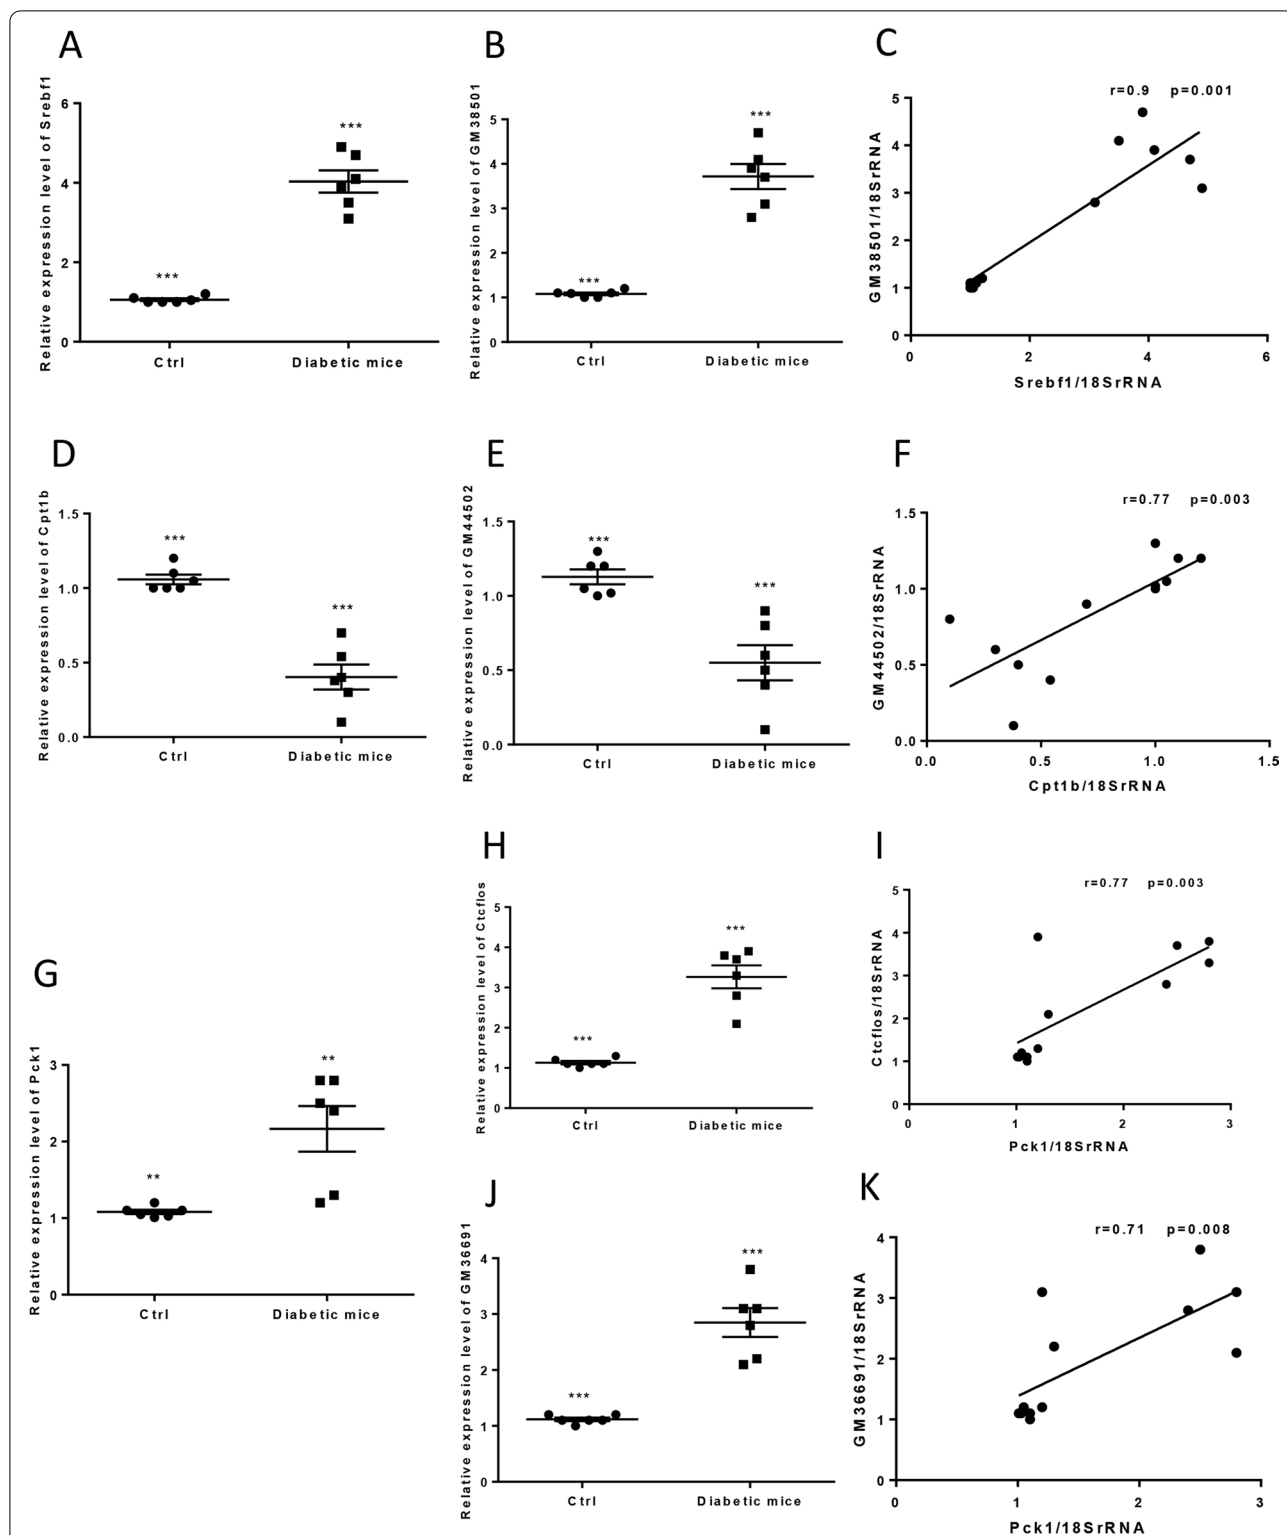 A
Relative expression level of Srebf1
6
4
2
0
***
***
Ctrl
Diabetic mice
B
Relative expression level of GM38501
5
4
3
2
1
0
***
***
Ctrl
Diabetic mice
C
r=0.9 p=0.001
GM38501/18SrRNA
5
4
3
2
1
0
0 2 4 6
Srebf1/18SrRNA
D
Relative expression level of Cpt1b
1.5
1.0
0.5
0.0
***
***
Ctrl
Diabetic mice
E
Relative expression level of GM44502
1.5
1.0
0.5
0.0
***
***
Ctrl
Diabetic mice
F
r=0.77 p=0.003
GM44502/18SrRNA
1.5
1.0
0.5
0.0
0.0 0.5 1.0 1.5
Cpt1b/18SrRNA
G
Relative expression level of Pck1
3
2
1
0
**
**
Ctrl
Diabetic mice
H
Relative expression level of Ctcflos
5
4
3
2
1
0
***
***
Ctrl
Diabetic mice
I
r=0.77 p=0.003
Ctcflos/18SrRNA
5
4
3
2
1
0
0 1 2 3
Pck1/18SrRNA
J
Relative expression level of GM36691
4
3
2
1
0
***
***
Ctrl
Diabetic mice
K
r=0.71 p=0.008
GM36691/18SrRNA
4
3
2
1
0
0 1 2 3
Pck1/18SrRNA